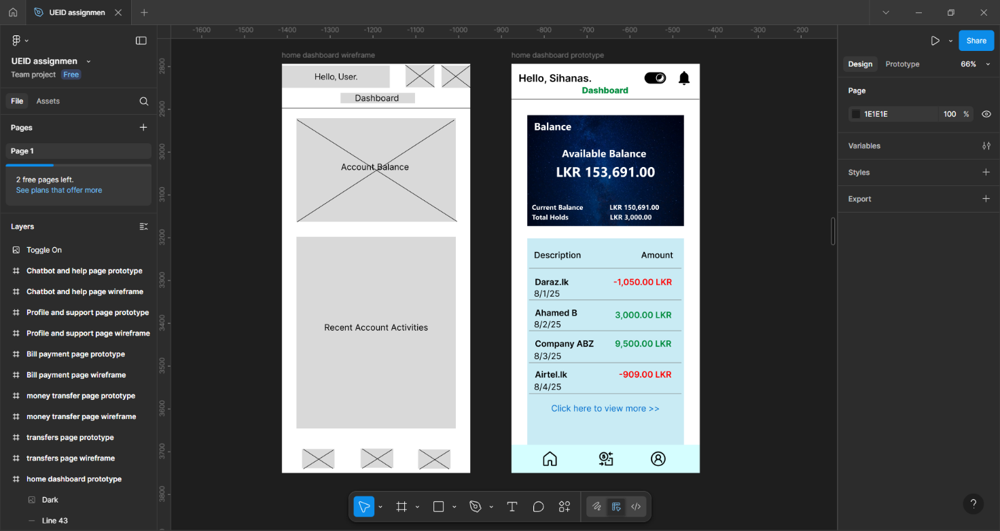 UEID assignmen
UEID assignmen
Team project Free
File Assets
Pages
Page 1
2 free pages left.
See plans that offer more
Layers
Toggle On
Chatbot and help page prototype
Chatbot and help page wireframe
Profile and support page prototype
Profile and support page wireframe
Bill payment page prototype
Bill payment page wireframe
money transfer page prototype
money transfer page wireframe
transfers page prototype
transfers page wireframe
home dashboard prototype
Dark
Line 43
-1600 -1500 -1400 -1300 -1200 -1100 -1000 -900 -800 -700 -600 -500 -400 -300 -200
2800
2900
3000
3100
3200
3300
3400
3500
3600
3700
3800
home dashboard wireframe
Hello, User.
Dashboard
Account Balance
Recent Account Activities
home dashboard prototype
Hello, Sihanas.
Dashboard
Balance
Available Balance
LKR 153,691.00
Current Balance LKR 150,691.00
Total Holds LKR 3,000.00
Description Amount
Daraz.lk -1,050.00 LKR
8/1/25
Ahamed B 3,000.00 LKR
8/2/25
Company ABZ 9,500.00 LKR
8/3/25
Airtel.lk -909.00 LKR
8/4/25
Click here to view more >>
Share
Design Prototype 66%
Page
1E1E1E 100 %
Variables
Styles
Export
?